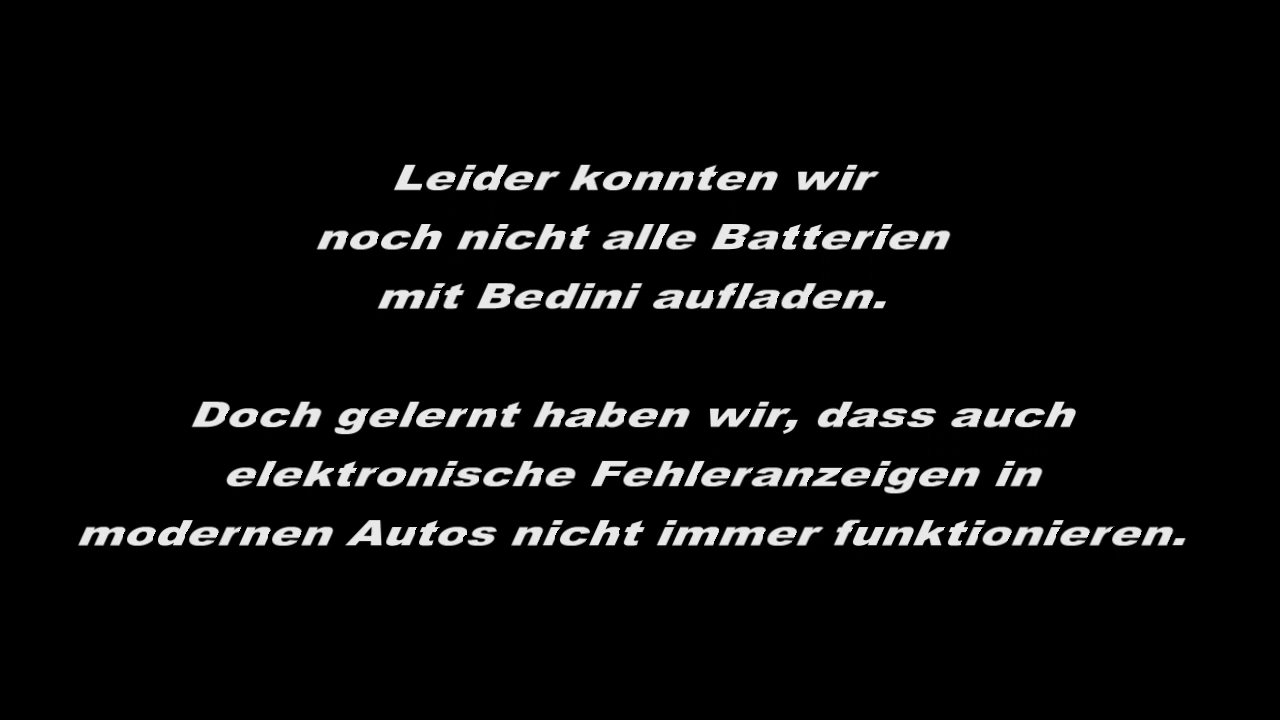 Leider konnten wir
noch nicht alle Batterien
mit Bedini aufladen.
Doch gelernt haben wir, dass auch
elektronische Fehleranzeigen in
modernen Autos nicht immer funktionieren.